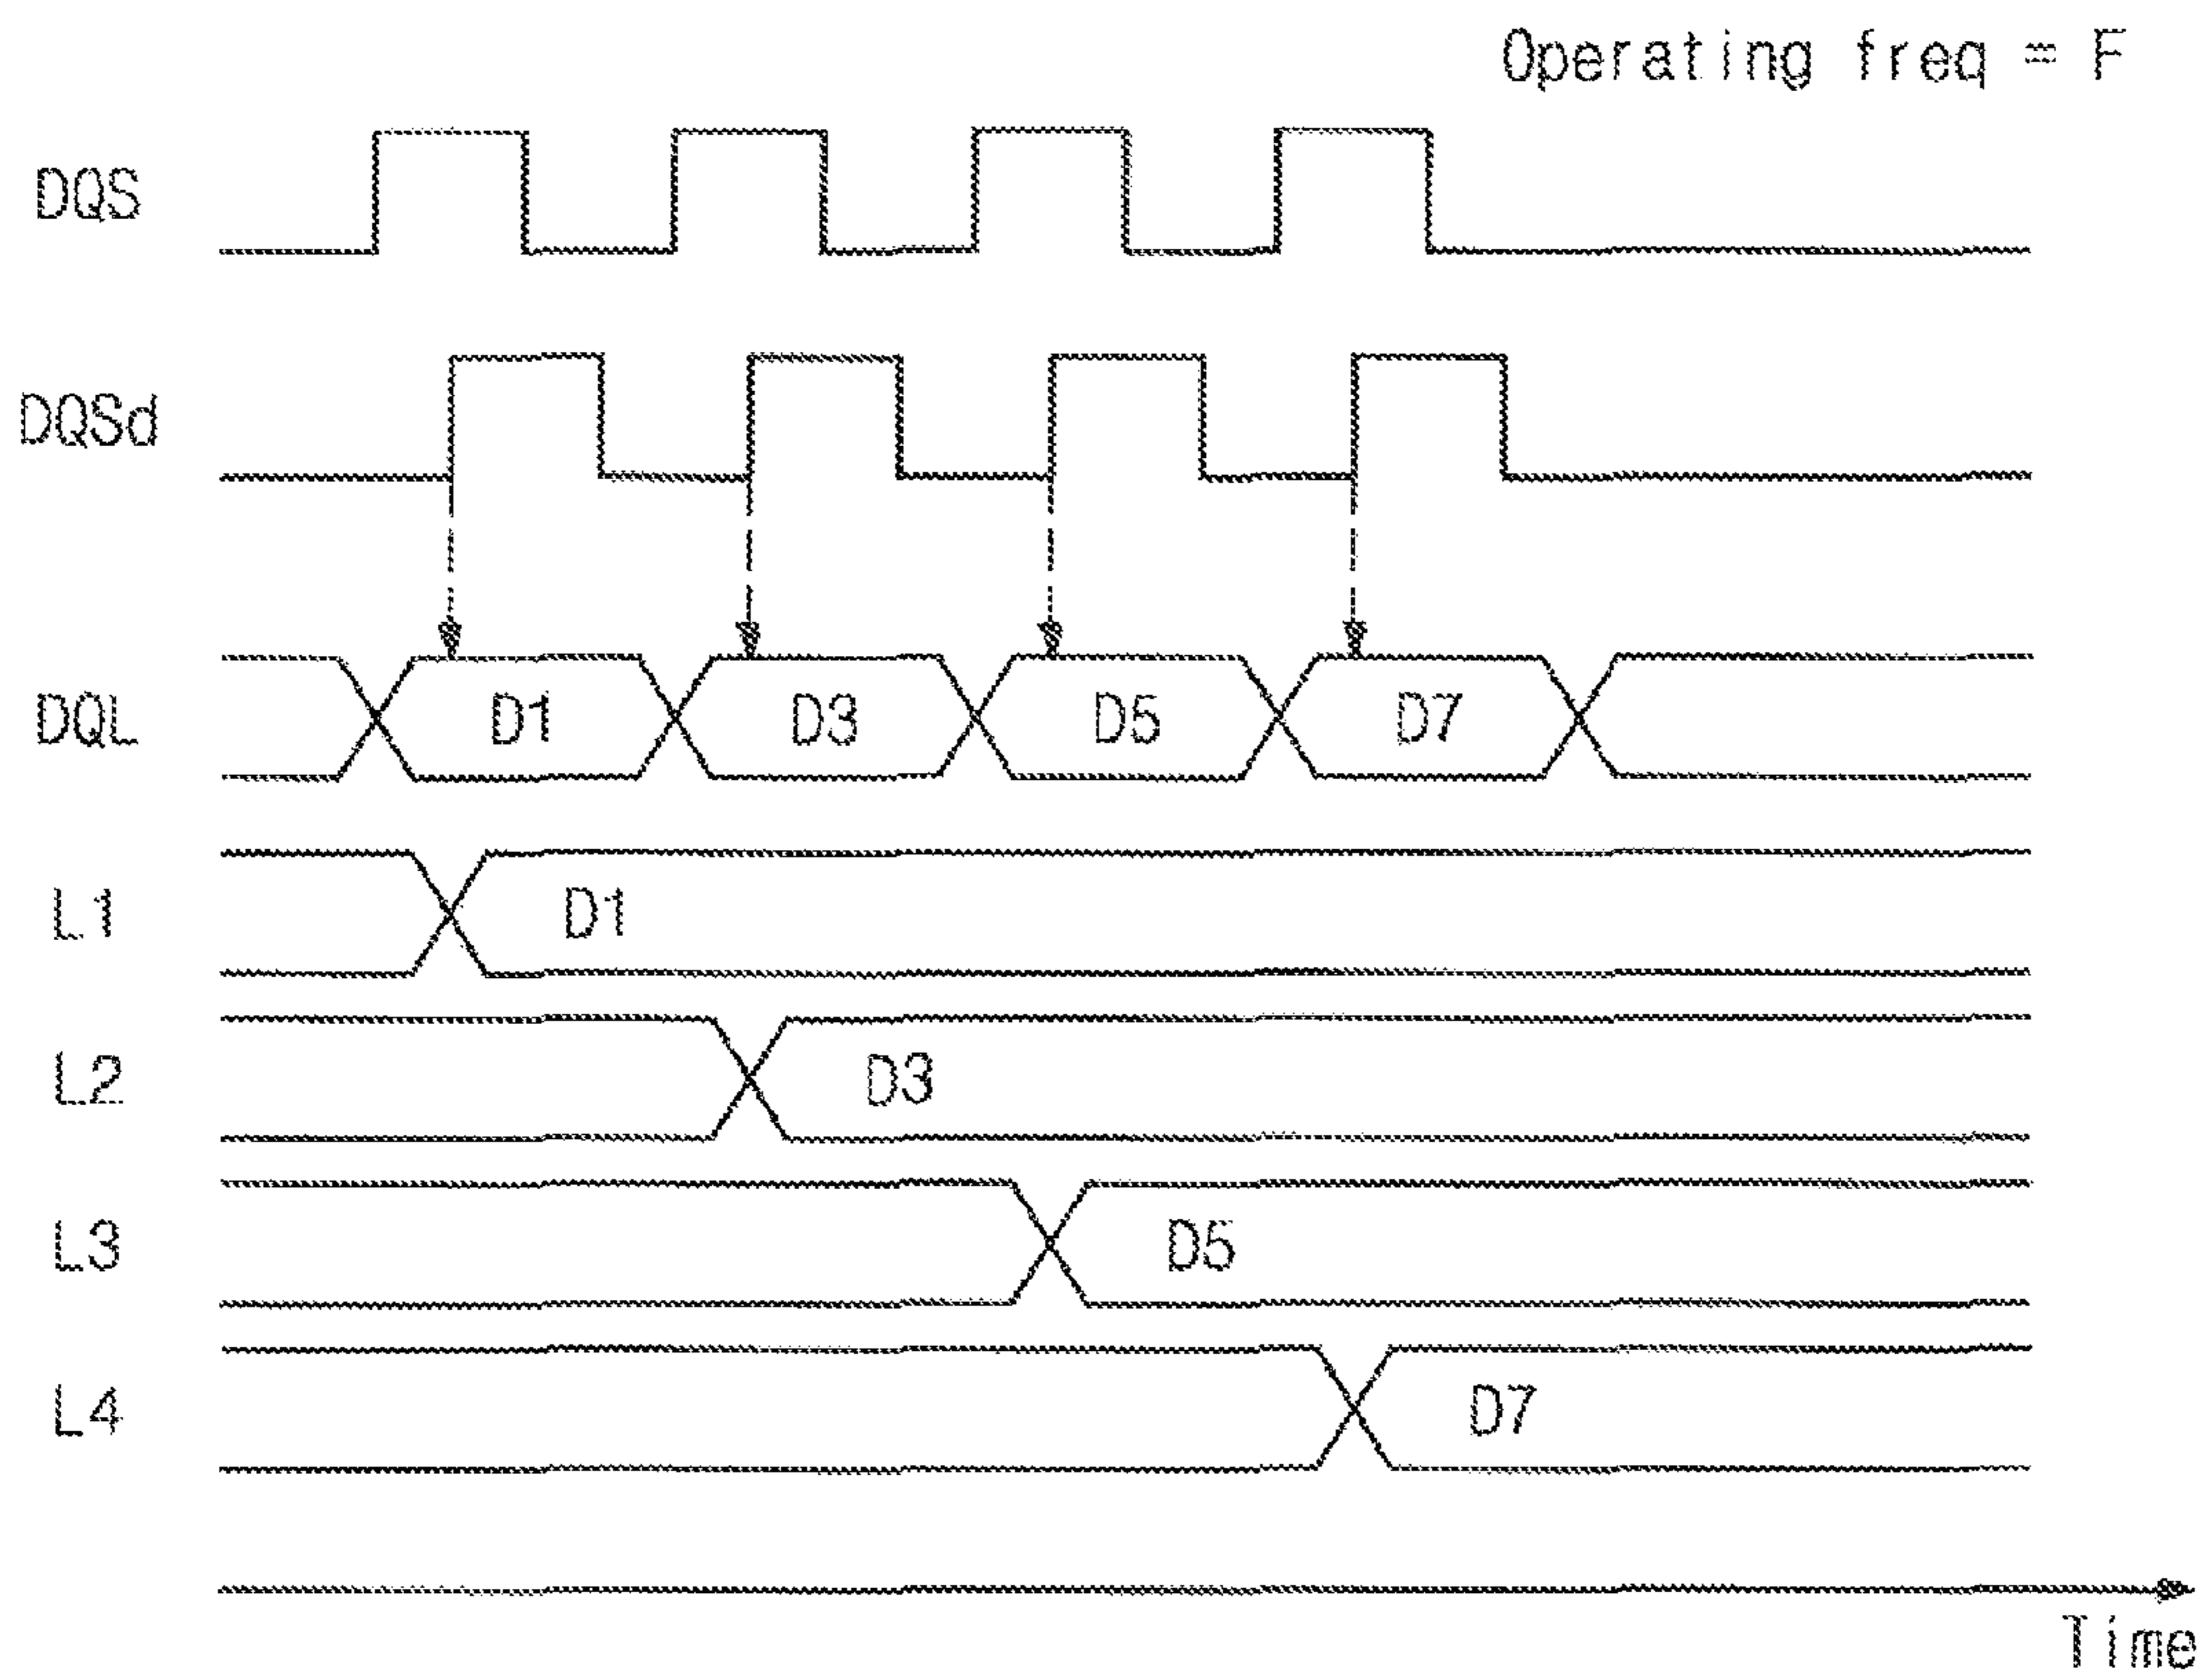 Operating freq = F
DQS
DQSd
DQL D1 D3 D5 D7
L1 D1
L2 D3
L3 D5
L4 D7
Time